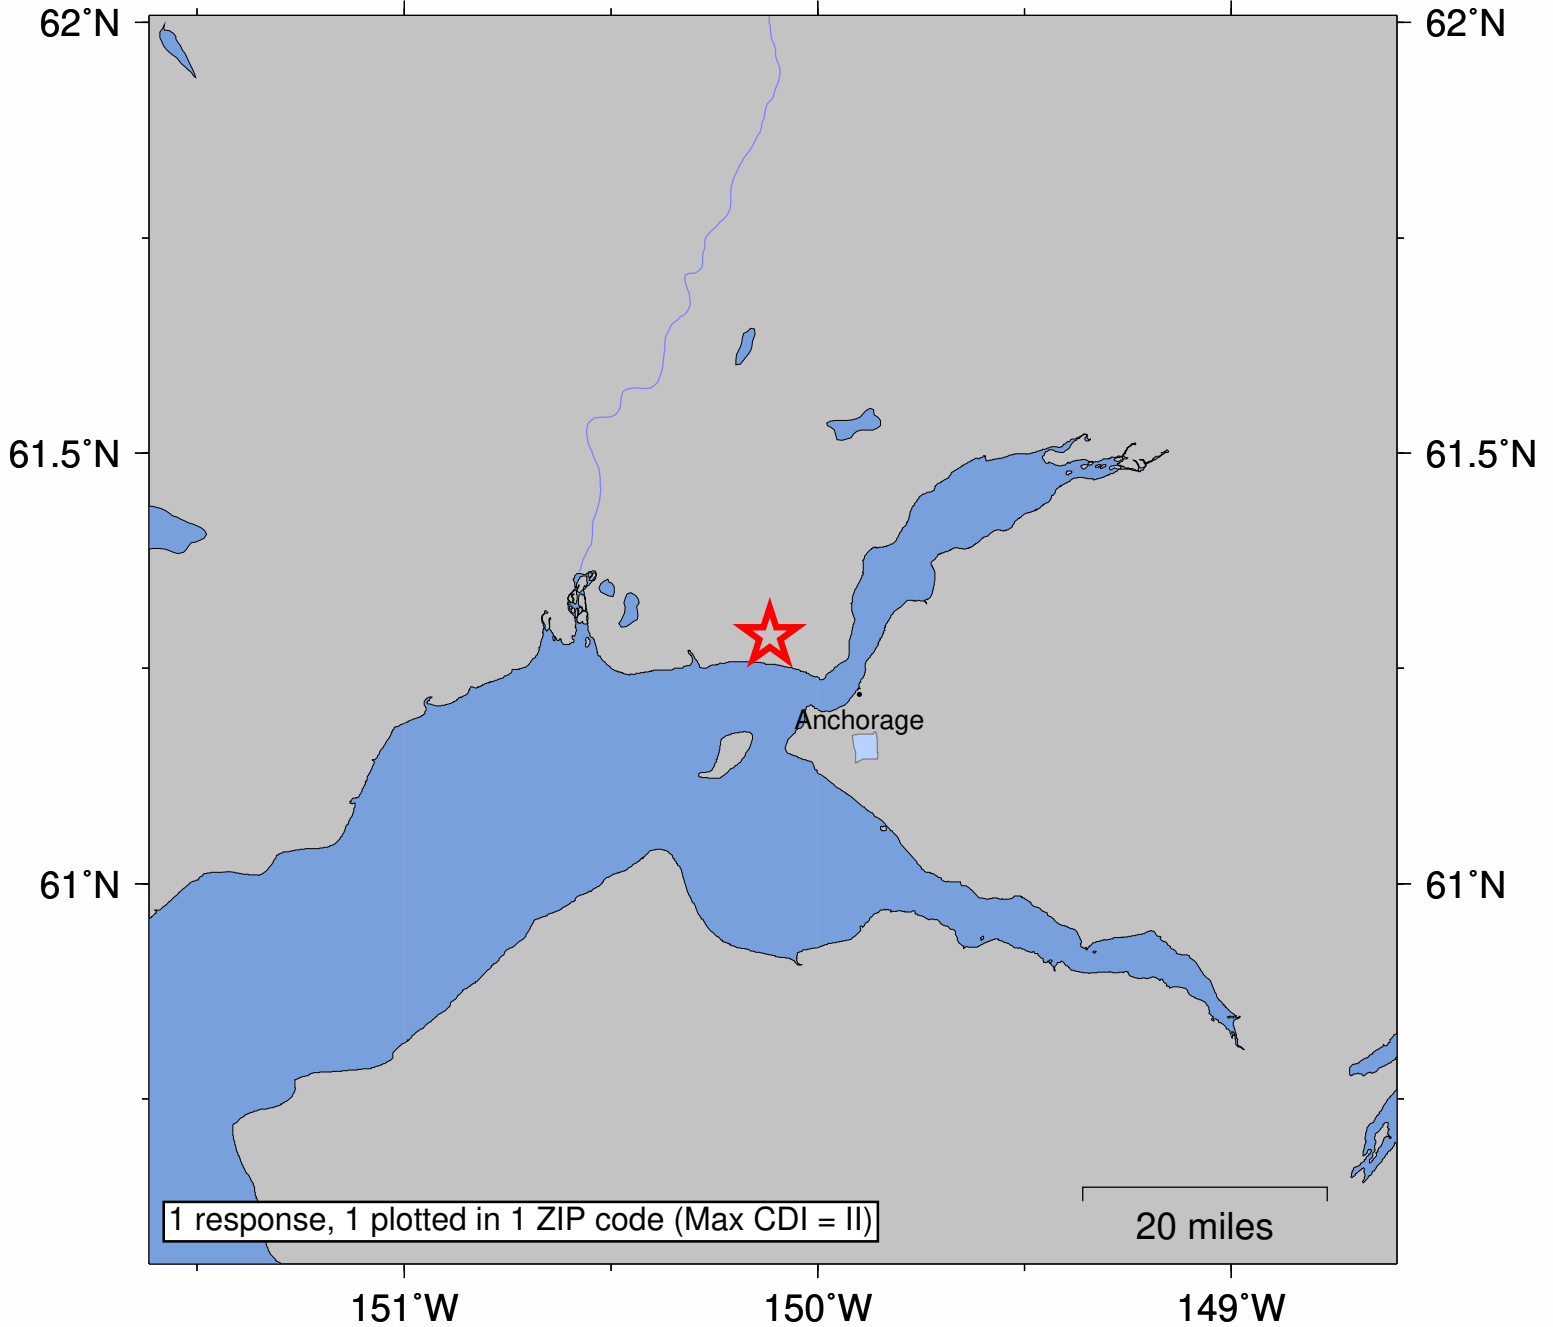 62°N
62°N
61.5°N
61.5°N
Anchorage
61°N
61°N
1 response, 1 plotted in 1 ZIP code (Max CDI = II)
20 miles
151°W
150°W
149°W